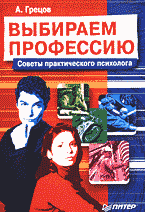 А. Грецов
ВЫБИРАЕМ
ПРОФЕССИЮ
Советы практического психолога
ПИТЕР